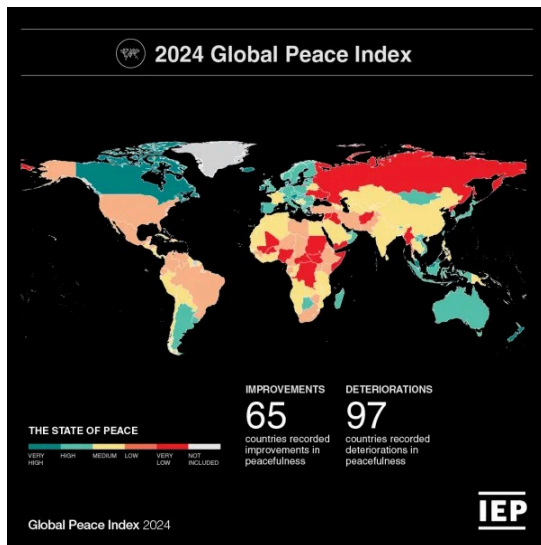 2024 Global Peace Index
IMPROVEMENTS
65
countries recorded
improvements in
peacefulness
DETERIORATIONS
97
countries recorded
deteriorations in
peacefulness
THE STATE OF PEACE
VERY
HIGH
HIGH
MEDIUM
LOW
VERY
LOW
NOT
INCLUDED
Global Peace Index 2024
IEP